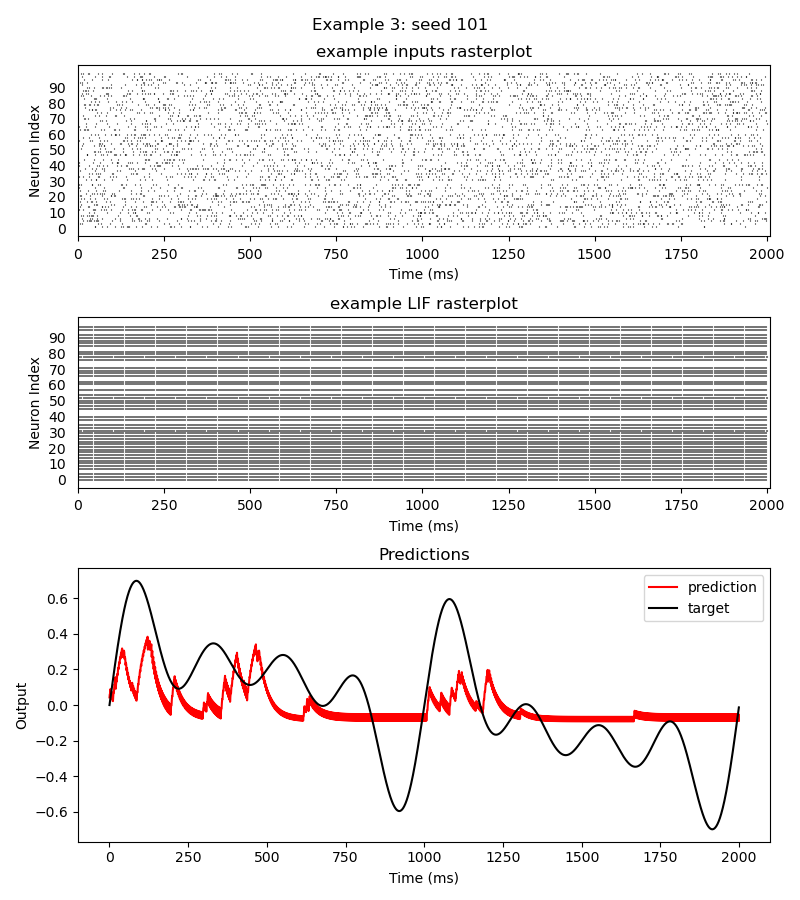 Example 3: seed 101
example inputs rasterplot
Neuron Index
90
80
70
60
50
40
30
20
10
0
0 250 500 750 1000 1250 1500 1750 2000
Time (ms)
example LIF rasterplot
Neuron Index
90
80
70
60
50
40
30
20
10
0
0 250 500 750 1000 1250 1500 1750 2000
Time (ms)
Predictions
prediction
target
Output
0.6
0.4
0.2
0.0
−0.2
−0.4
−0.6
0 250 500 750 1000 1250 1500 1750 2000
Time (ms)